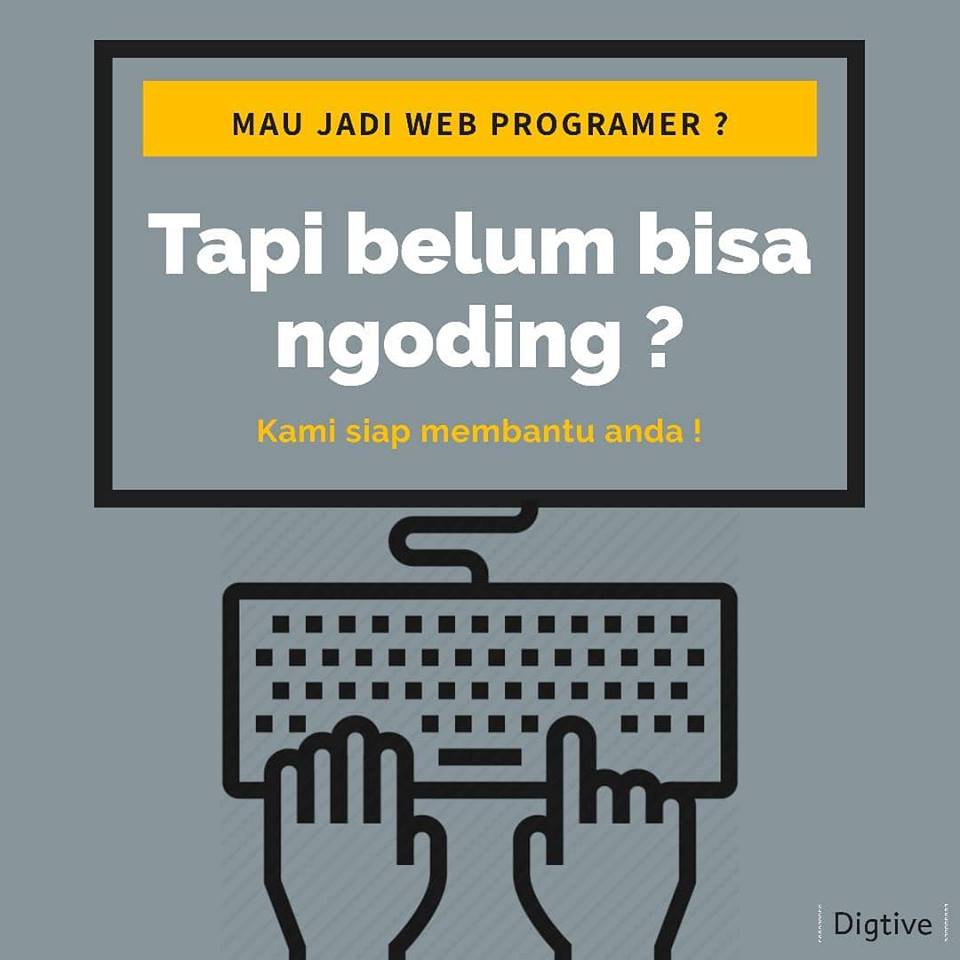 MAU JADI WEB PROGRAMER ?
Tapi belum bisa
ngoding ?
Kami siap membantu anda !
Digtive